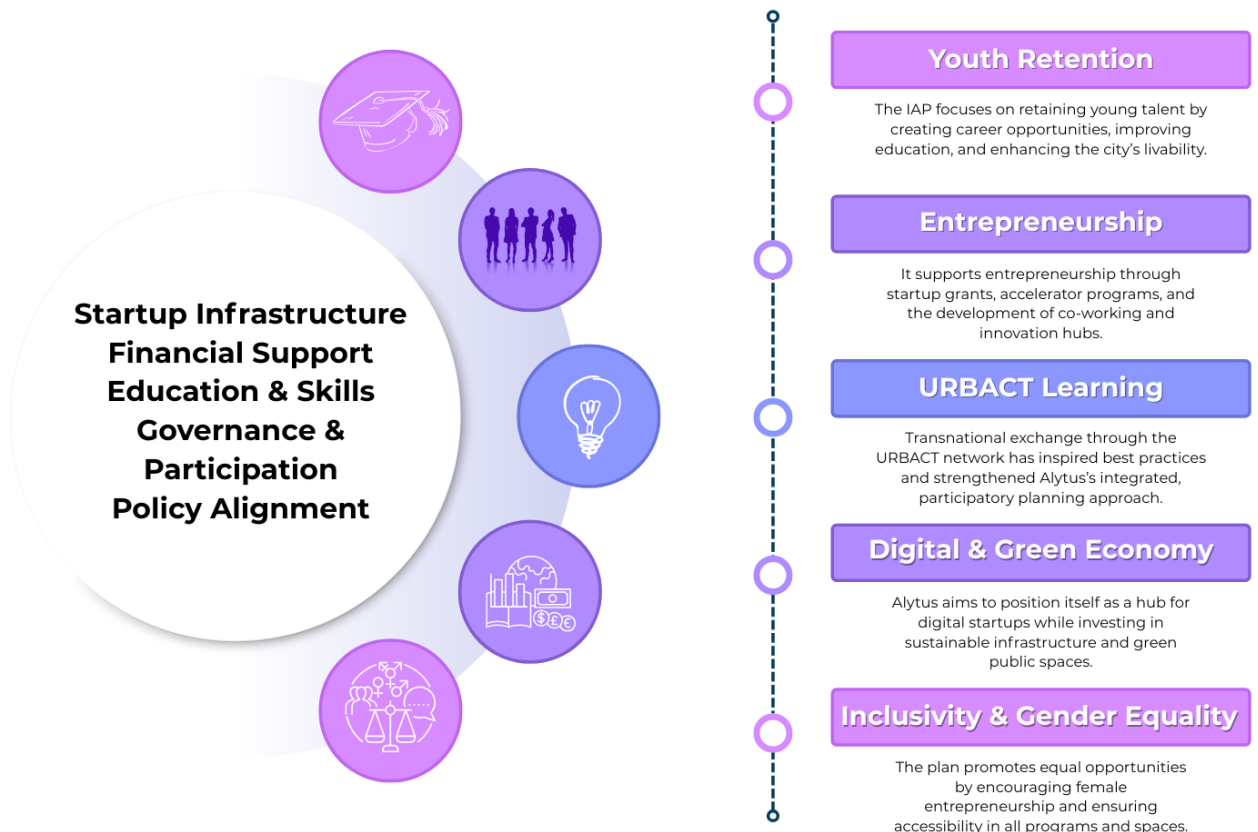 Startup Infrastructure
Financial Support
Education & Skills
Governance &
Participation
Policy Alignment
$ £ €
Youth Retention
The IAP focuses on retaining young talent by
creating career opportunities, improving
education, and enhancing the city's livability.
Entrepreneurship
It supports entrepreneurship through
startup grants, accelerator programs, and
the development of co-working and
innovation hubs.
URBACT Learning
Transnational exchange through the
URBACT network has inspired best practices
and strengthened Alytus's integrated,
participatory planning approach.
Digital & Green Economy
Alytus aims to position itself as a hub for
digital startups while investing in
sustainable infrastructure and green
public spaces.
Inclusivity & Gender Equality
The plan promotes equal opportunities
by encouraging female
entrepreneurship and ensuring
accessibility in all programs and spaces.